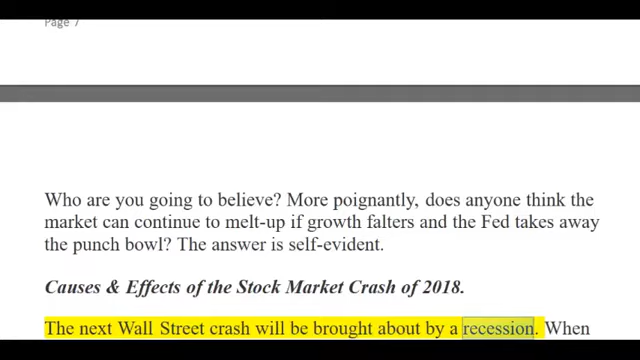 Page 7
Who are you going to believe? More poignantly, does anyone think the
market can continue to melt-up if growth falters and the Fed takes away
the punch bowl? The answer is self-evident.
Causes & Effects of the Stock Market Crash of 2018.
The next Wall Street crash will be brought about by a recession. When